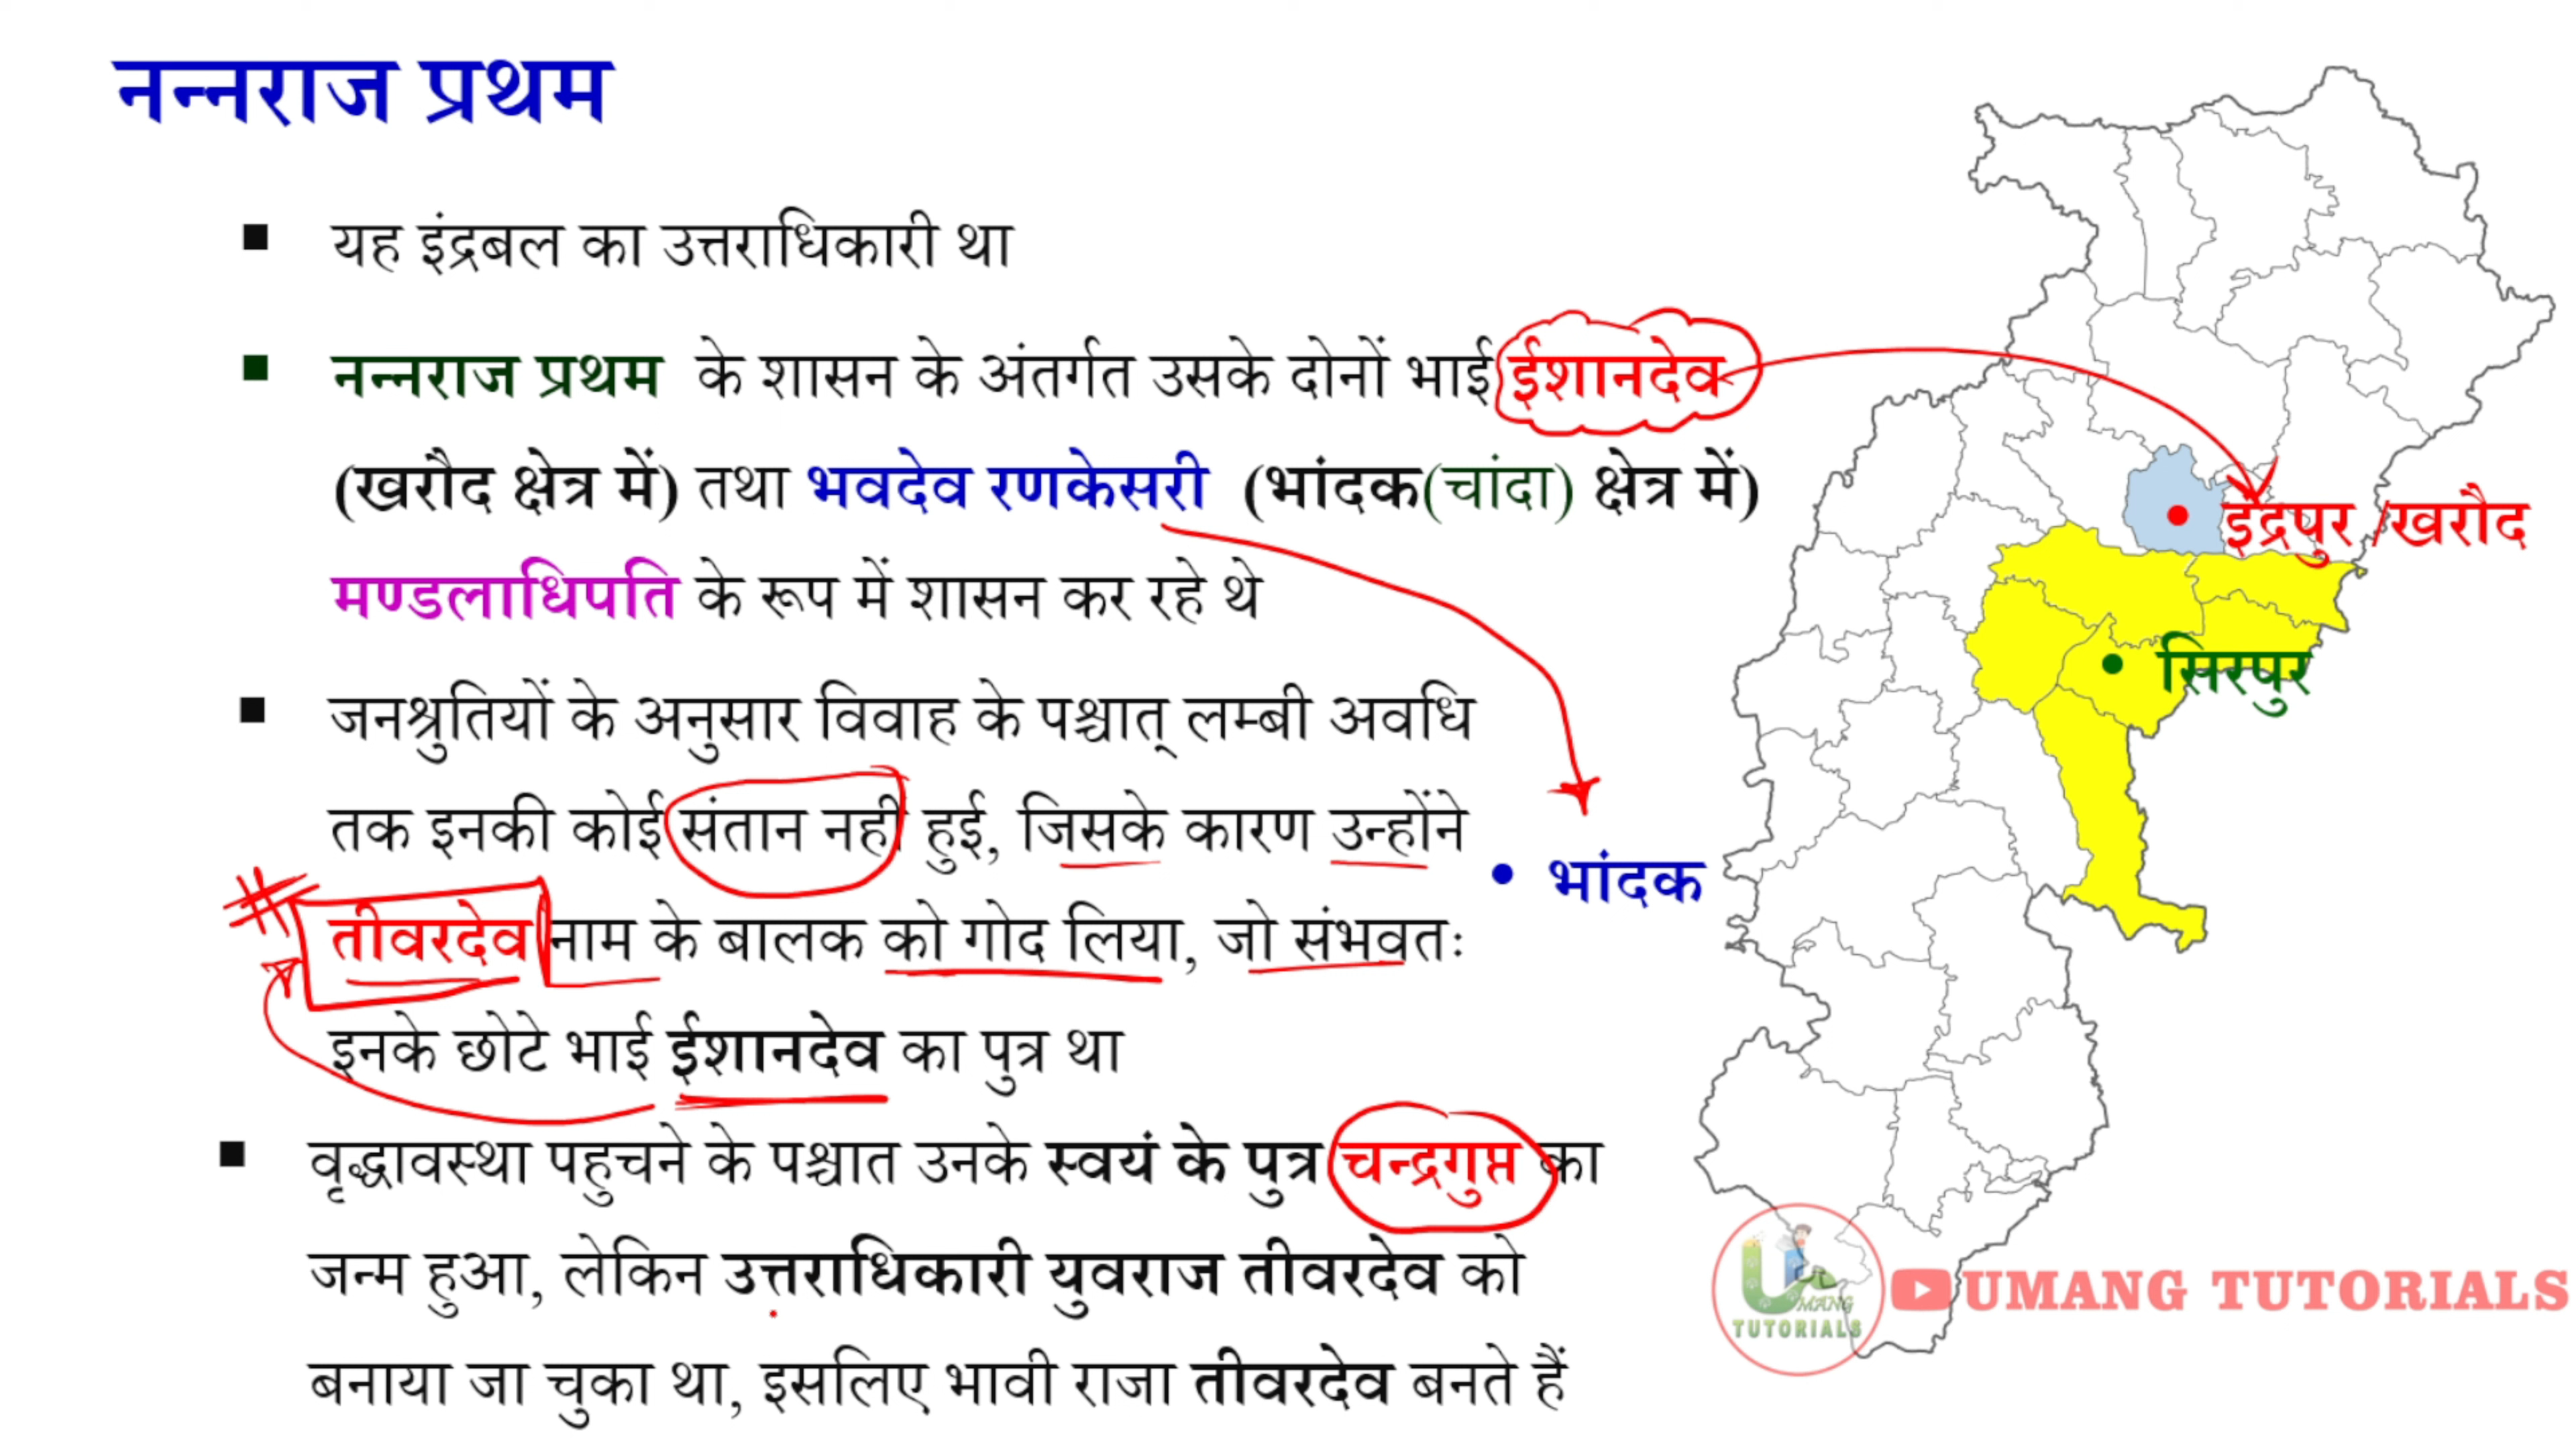 नन्नराज प्रथम
▪ यह इंद्रबल का उत्तराधिकारी था
▪ नन्नराज प्रथम के शासन के अंतर्गत उसके दोनों भाई ईशानदेव
(खरौद क्षेत्र में) तथा भवदेव रणकेसरी (भांदक(चांदा) क्षेत्र में)
मण्डलाधिपति के रूप में शासन कर रहे थे
▪ जनश्रुतियों के अनुसार विवाह के पश्चात् लम्बी अवधि
तक इनकी कोई संतान नही हुई, जिसके कारण उन्होंने
तीवरदेव नाम के बालक को गोद लिया, जो संभवतः
इनके छोटे भाई ईशानदेव का पुत्र था
▪ वृद्धावस्था पहुचने के पश्चात उनके स्वयं के पुत्र चन्द्रगुप्त का
जन्म हुआ, लेकिन उत्तराधिकारी युवराज तीवरदेव को
बनाया जा चुका था, इसलिए भावी राजा तीवरदेव बनते हैं
इंद्रपुर /खरौद
सिरपुर
• भांदक
UMANG
TUTORIALS
UMANG TUTORIALS